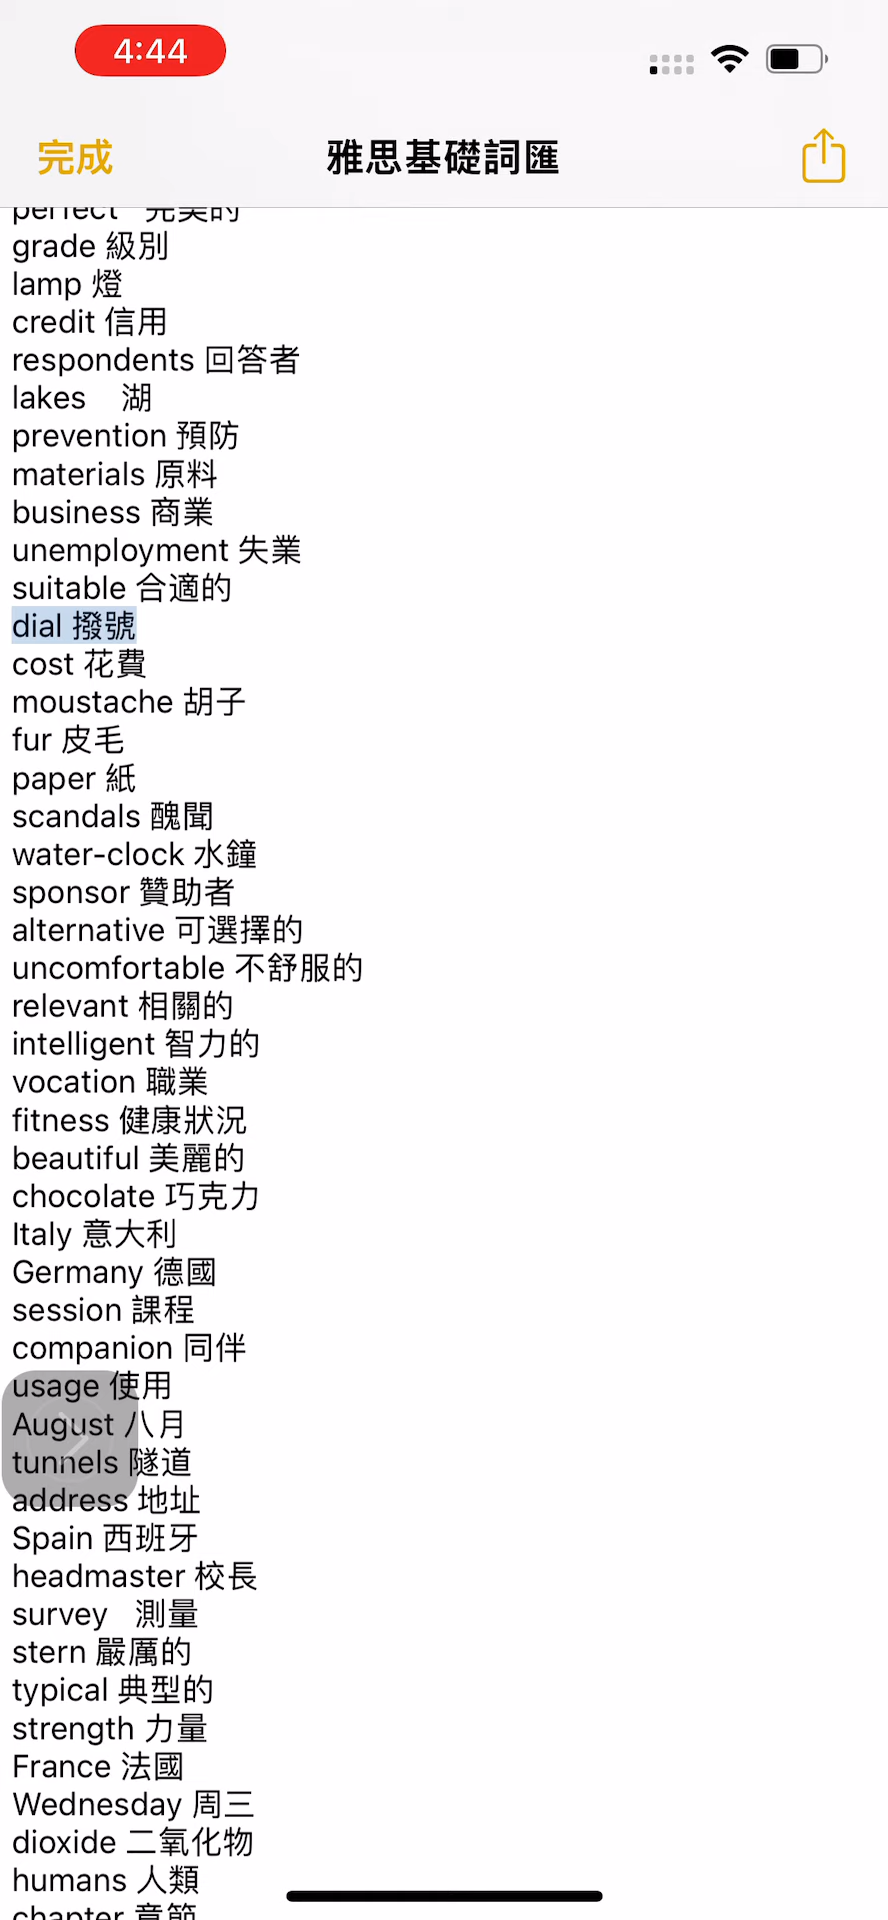 4:44
完成
雅思基礎詞匯
perfect 完美的
grade 級別
lamp 燈
credit 信用
respondents 回答者
lakes 湖
prevention 預防
materials 原料
business 商業
unemployment 失業
suitable 合適的
dial 撥號
cost 花費
moustache 胡子
fur 皮毛
paper 紙
scandals 醜聞
water-clock 水鐘
sponsor 贊助者
alternative 可選擇的
uncomfortable 不舒服的
relevant 相關的
intelligent 智力的
vocation 職業
fitness 健康狀況
beautiful 美麗的
chocolate 巧克力
Italy 意大利
Germany 德國
session 課程
companion 同伴
usage 使用
August 八月
tunnels 隧道
address 地址
Spain 西班牙
headmaster 校長
survey 測量
stern 嚴厲的
typical 典型的
strength 力量
France 法國
Wednesday 周三
dioxide 二氧化物
humans 人類
chapter 章節